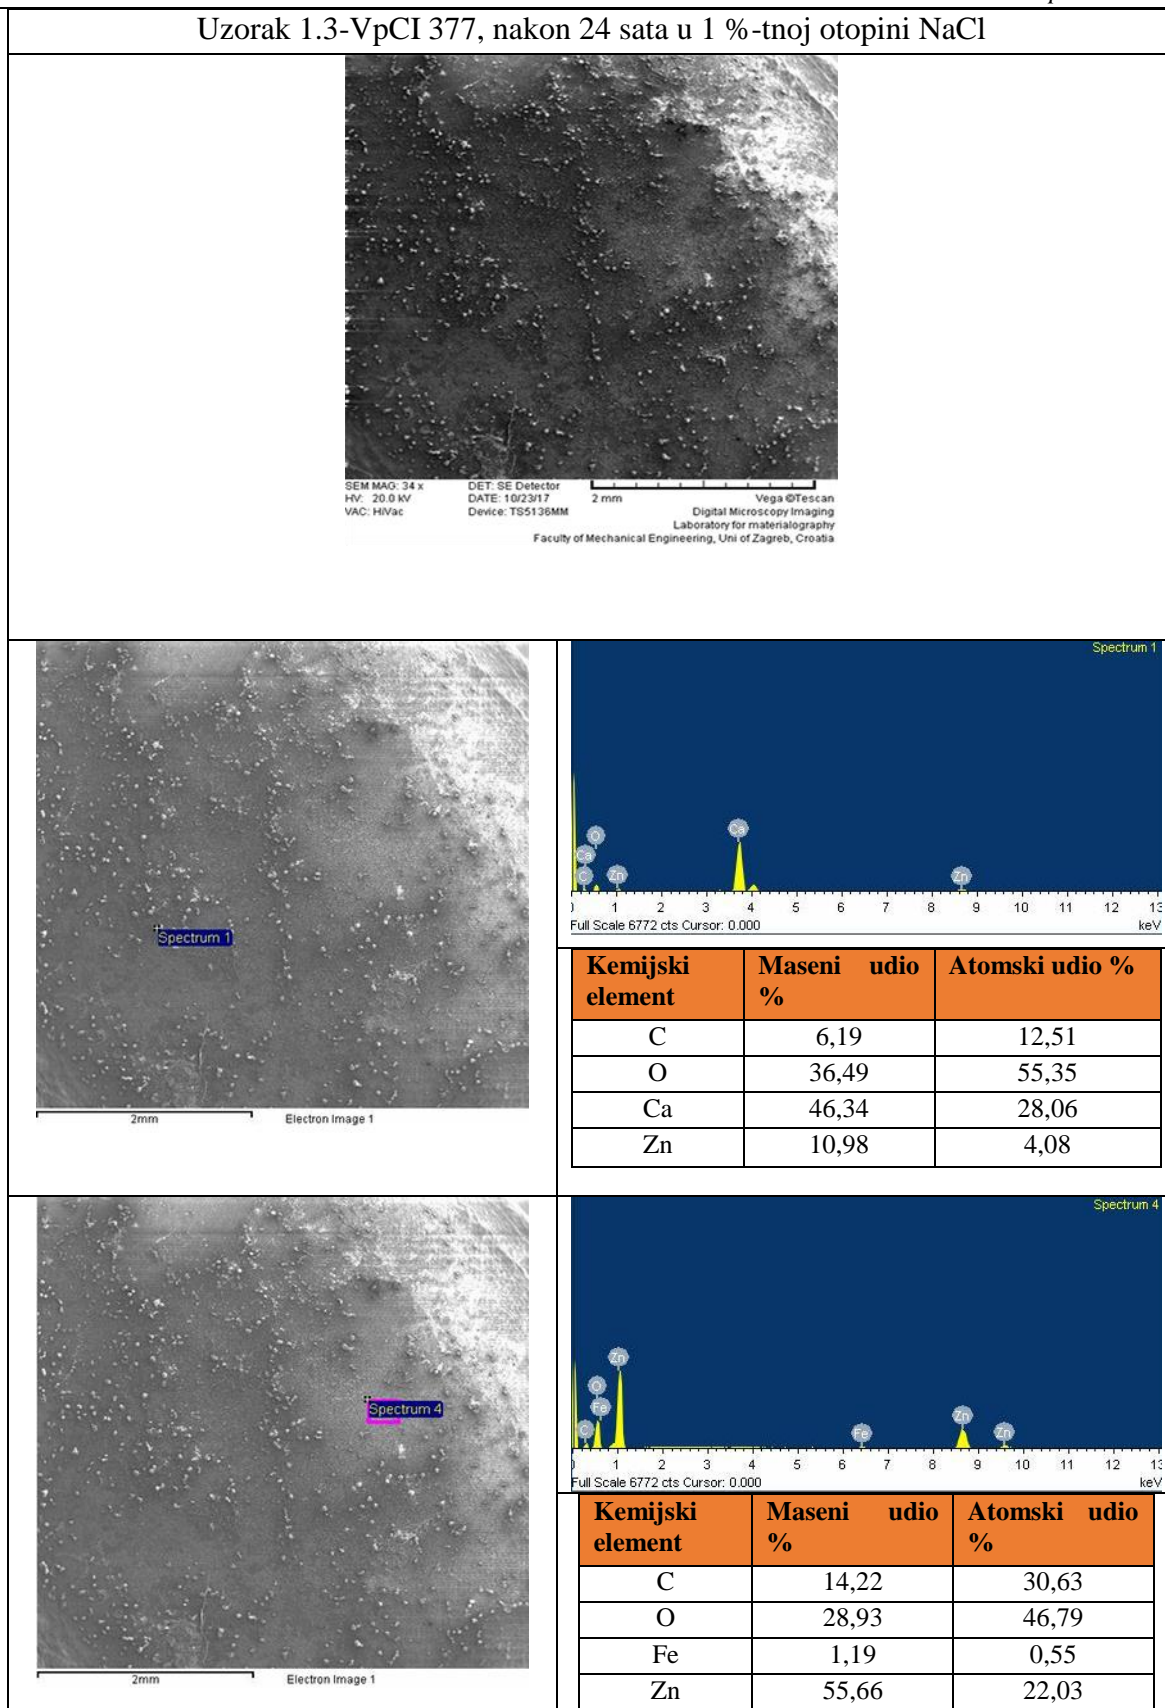 Uzorak 1.3-VpCI 377, nakon 24 sata u 1 %-tnoj otopini NaCl
SEM MAG: 34 x DET: SE Detector
HV: 20.0 kV DATE: 10/23/17 2 mm Vega ©Tescan
VAC: HiVac Device: TS5136MM Digital Microscopy Imaging
Laboratory for materialography
Faculty of Mechanical Engineering, Uni of Zagreb, Croatia
Spectrum 1
2mm Electron Image 1
Spectrum 1
O Ca
Ca
C Zn Zn
1 2 3 4 5 6 7 8 9 10 11 12 13
Full Scale 6772 cts Cursor: 0.000 keV
Kemijski element Maseni udio % Atomski udio %
C 6,19 12,51
O 36,49 55,35
Ca 46,34 28,06
Zn 10,98 4,08
Spectrum 4
2mm Electron Image 1
Spectrum 4
Zn
O
Fe Zn
C Fe Zn
2 3 4 5 6 7 8 9 10 11 12 13
Full Scale 6772 cts Cursor: 0.000 keV
Kemijski element Maseni udio % Atomski udio %
C 14,22 30,63
O 28,93 46,79
Fe 1,19 0,55
Zn 55,66 22,03